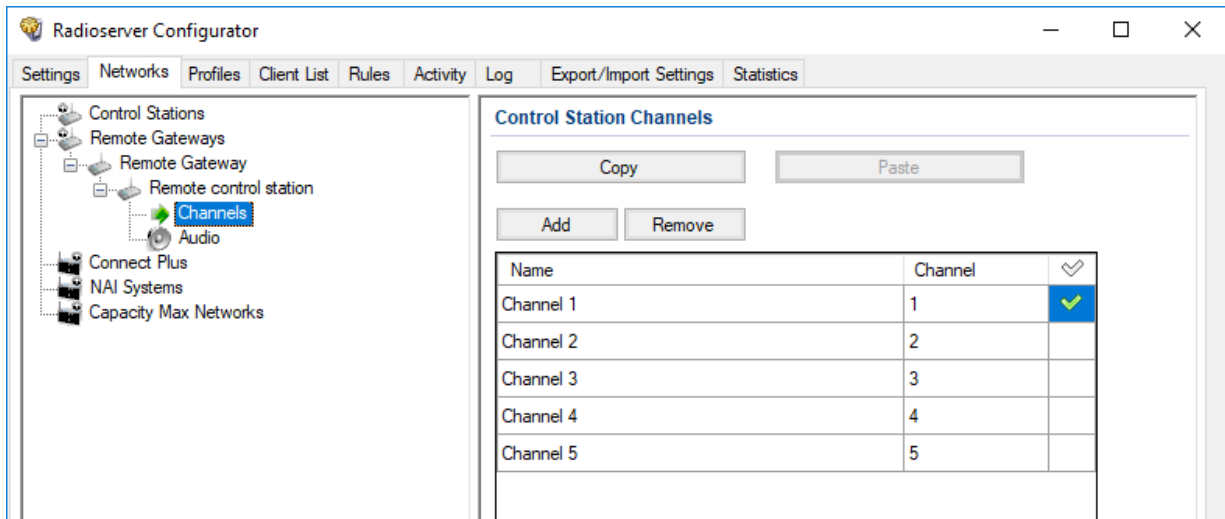 Radioserver Configurator
Settings Networks Profiles Client List Rules Activity Log Export/Import Settings Statistics
Control Stations
Remote Gateways
Remote Gateway
Remote control station
Channels
Audio
Connect Plus
NAI Systems
Capacity Max Networks
Control Station Channels
Copy Paste
Add Remove
Name Channel
Channel 1 1
Channel 2 2
Channel 3 3
Channel 4 4
Channel 5 5